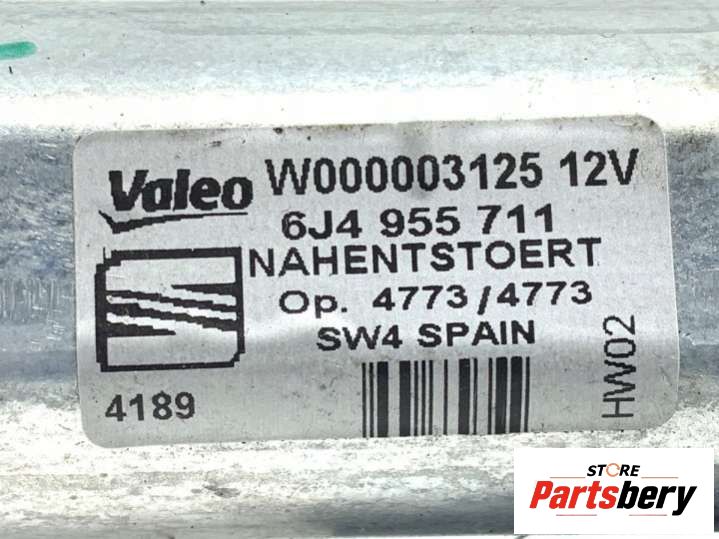 Valeo W000003125 12V
6J4 955 711
NAHENTSTOERT
Op. 4773/4773
SW4 SPAIN
4189
HW02
STORE
Partsbery